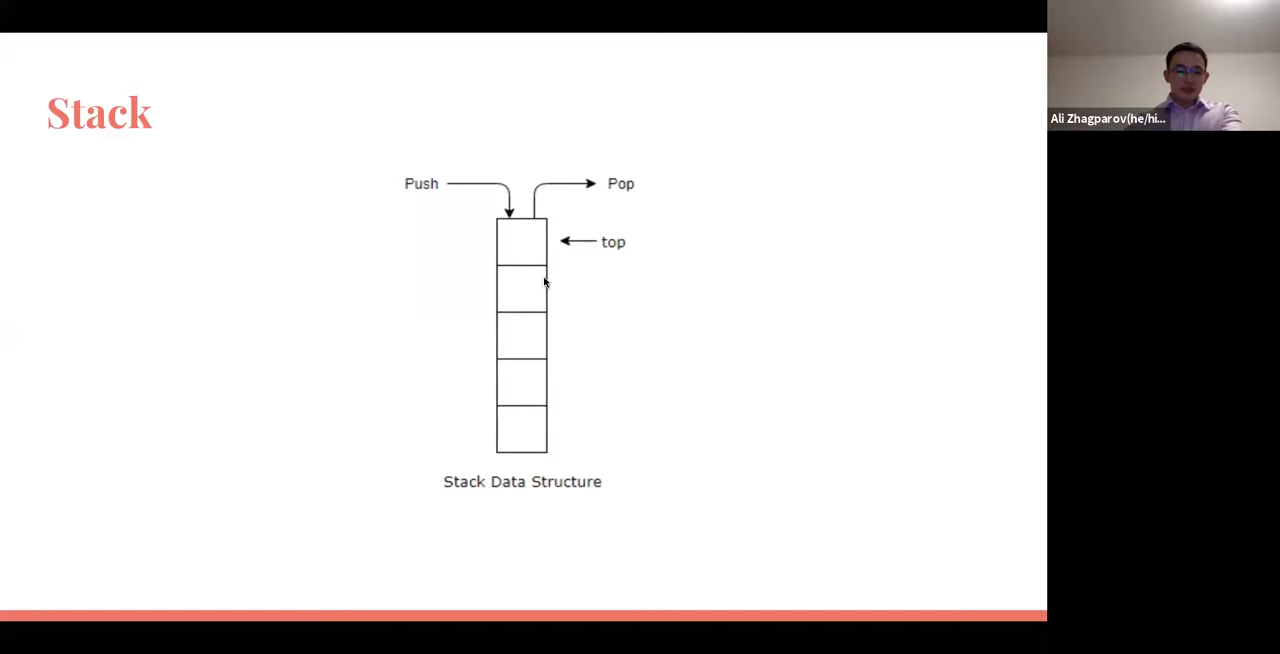 Stack
Push
Pop
top
Stack Data Structure
Ali Zhagparov(he/hi...